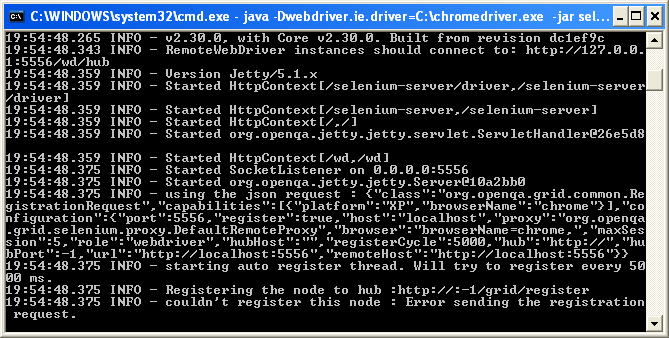 C:\WINDOWS\system32\cmd.exe - java -Dwebdriver.ie.driver=C:\chromedriver.exe -jar sel...
19:54:48.265 INFO - v2.30.0, with Core v2.30.0. Built from revision dc1ef9c
19:54:48.343 INFO - RemoteWebDriver instances should connect to: http://127.0.0.
1:5556/wd/hub
19:54:48.359 INFO - Version Jetty/5.1.x
19:54:48.359 INFO - Started HttpContext[/selenium-server/driver,/selenium-server
/driver]
19:54:48.359 INFO - Started HttpContext[/selenium-server,/selenium-server]
19:54:48.359 INFO - Started HttpContext[/,/]
19:54:48.359 INFO - Started org.openqa.jetty.jetty.servlet.ServletHandler@26e5d8
19:54:48.359 INFO - Started HttpContext[/wd,/wd]
19:54:48.375 INFO - Started SocketListener on 0.0.0.0:5556
19:54:48.375 INFO - Started org.openqa.jetty.jetty.Server@10a2bb0
19:54:48.375 INFO - using the json request : {"class":"org.openqa.grid.common.Re
gistrationRequest","capabilities":[{"platform":"XP","browserName":"chrome"}],"co
nfiguration":{"port":5556,"register":true,"host":"localhost","proxy":"org.openqa
.grid.selenium.proxy.DefaultRemoteProxy","browser":"browserName=chrome,","maxSes
sion":5,"role":"webdriver","hubHost":"","registerCycle":5000,"hub":"http://","hu
bPort":-1,"url":"http://localhost:5556","remoteHost":"http://localhost:5556"}}
19:54:48.375 INFO - starting auto register thread. Will try to register every 50
00 ms.
19:54:48.375 INFO - Registering the node to hub :http://:-1/grid/register
19:54:48.375 INFO - couldn't register this node : Error sending the registration
request.